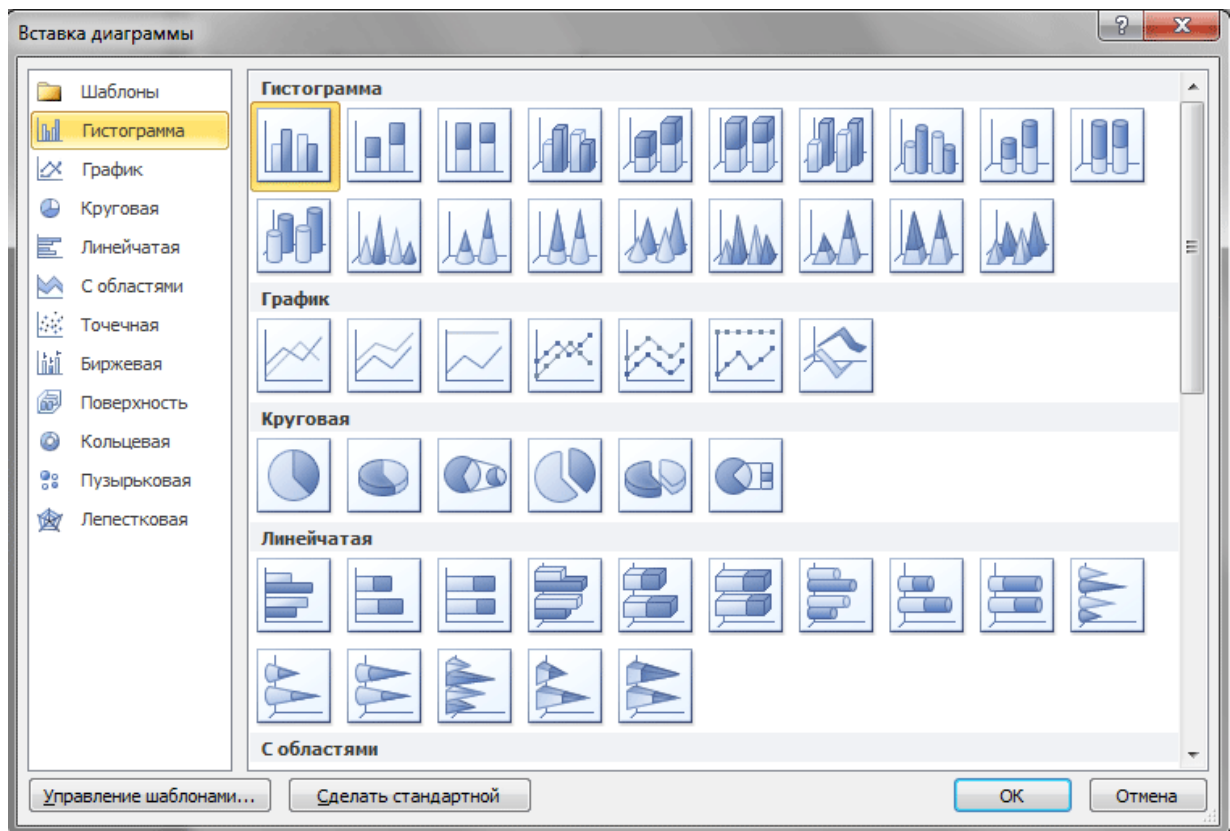 Вставка диаграммы
Шаблоны
Гистограмма
График
Круговая
Линейчатая
С областями
Точечная
Биржевая
Поверхность
Кольцевая
Пузырьковая
Лепестковая
Гистограмма
График
Круговая
Линейчатая
С областями
Управление шаблонами...
Сделать стандартной
ОК
Отмена